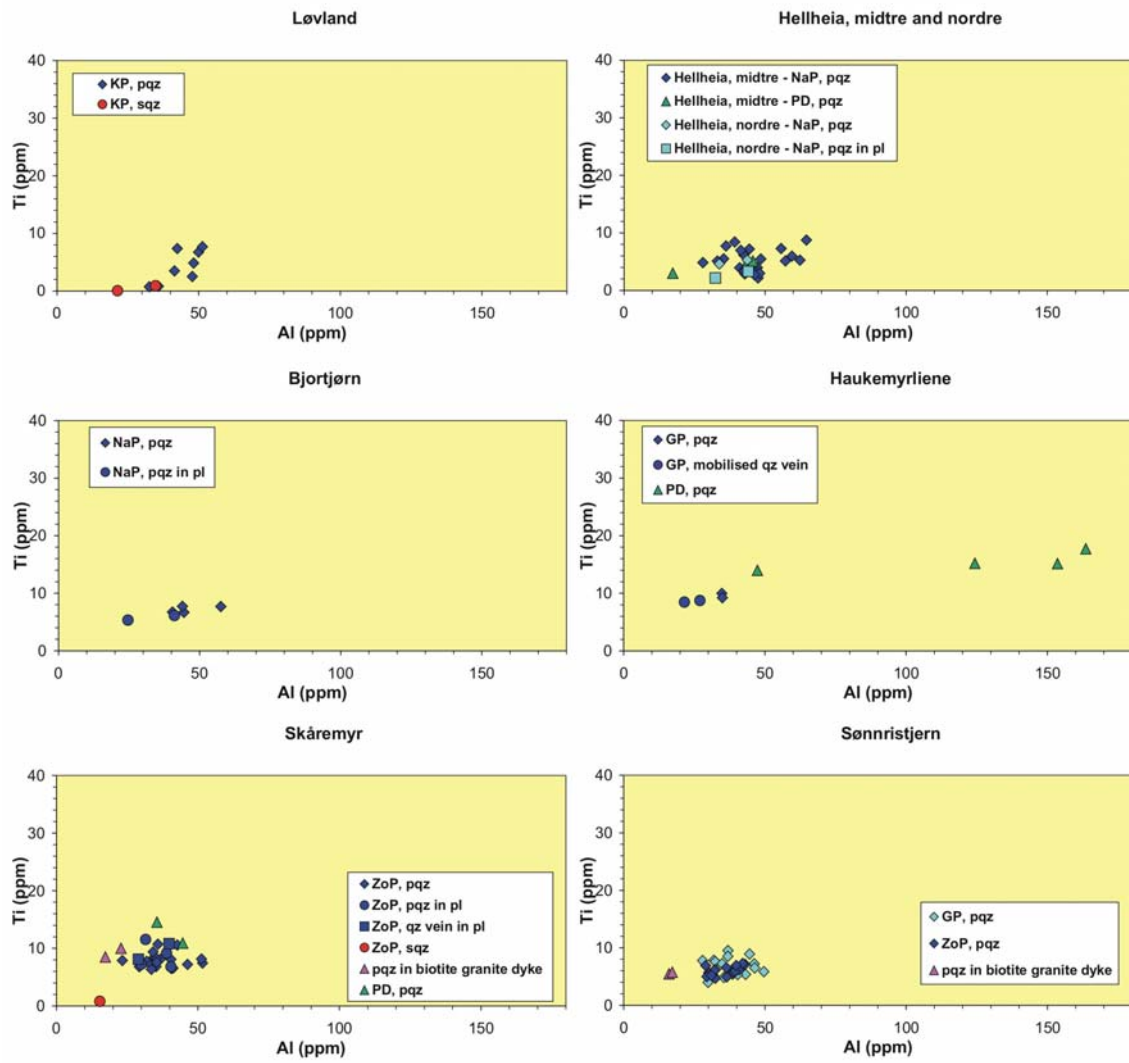 Løvland
40
30
20
10
0
Ti (ppm)
KP, pqz
KP, sqz
0 50 100 150
Al (ppm)
Hellheia, midtre and nordre
40
30
20
10
0
Ti (ppm)
Hellheia, midtre - NaP, pqz
Hellheia, midtre - PD, pqz
Hellheia, nordre - NaP, pqz
Hellheia, nordre - NaP, pqz in pl
0 50 100 150
Al (ppm)
Bjortjørn
40
30
20
10
0
Ti (ppm)
NaP, pqz
NaP, pqz in pl
0 50 100 150
Al (ppm)
Haukemyrliene
40
30
20
10
0
Ti (ppm)
GP, pqz
GP, mobilised qz vein
PD, pqz
0 50 100 150
Al (ppm)
Skåremyr
40
30
20
10
0
Ti (ppm)
ZoP, pqz
ZoP, pqz in pl
ZoP, qz vein in pl
ZoP, sqz
pqz in biotite granite dyke
PD, pqz
0 50 100 150
Al (ppm)
Sønnristjern
40
30
20
10
0
Ti (ppm)
GP, pqz
ZoP, pqz
pqz in biotite granite dyke
0 50 100 150
Al (ppm)